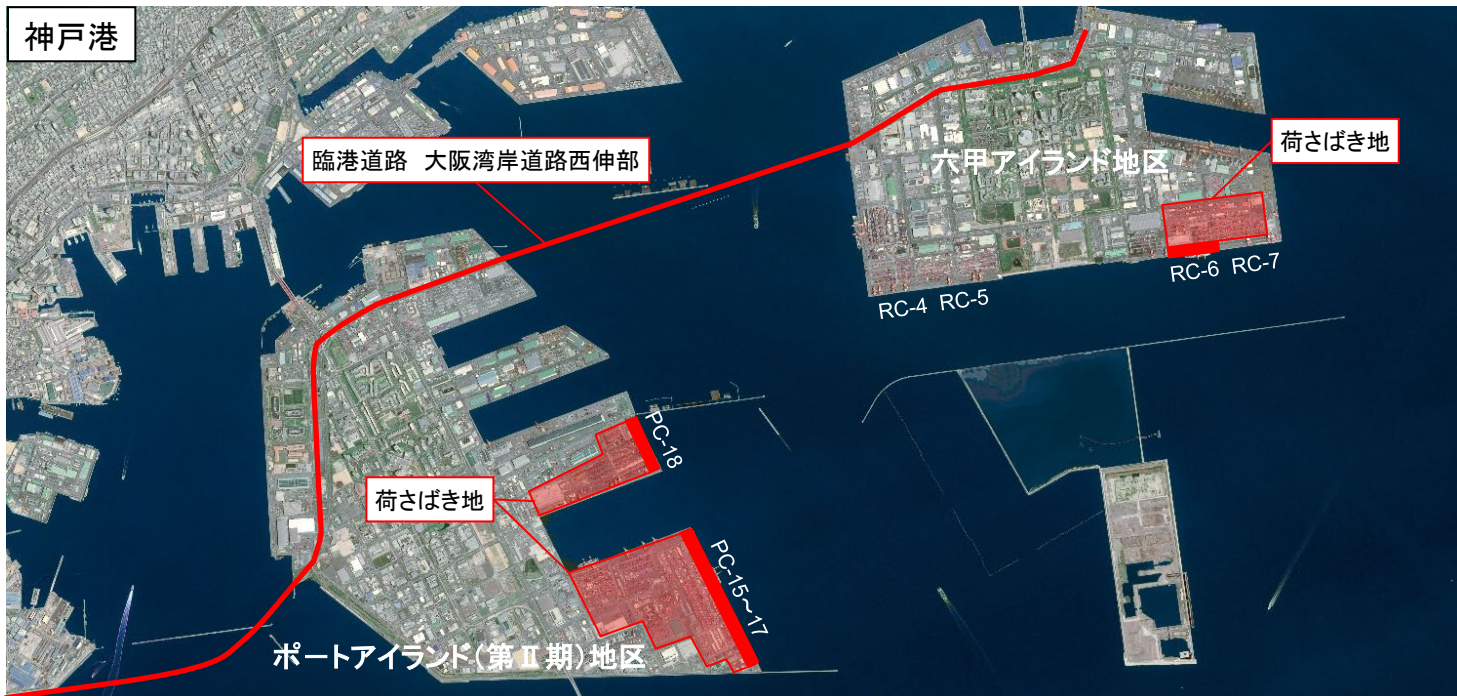 神戸港
臨港道路　大阪湾岸道路西伸部
荷さばき地
六甲アイランド地区
RC-6 RC-7
RC-4 RC-5
PC-18
荷さばき地
PC-15～17
ポートアイランド(第Ⅱ期)地区